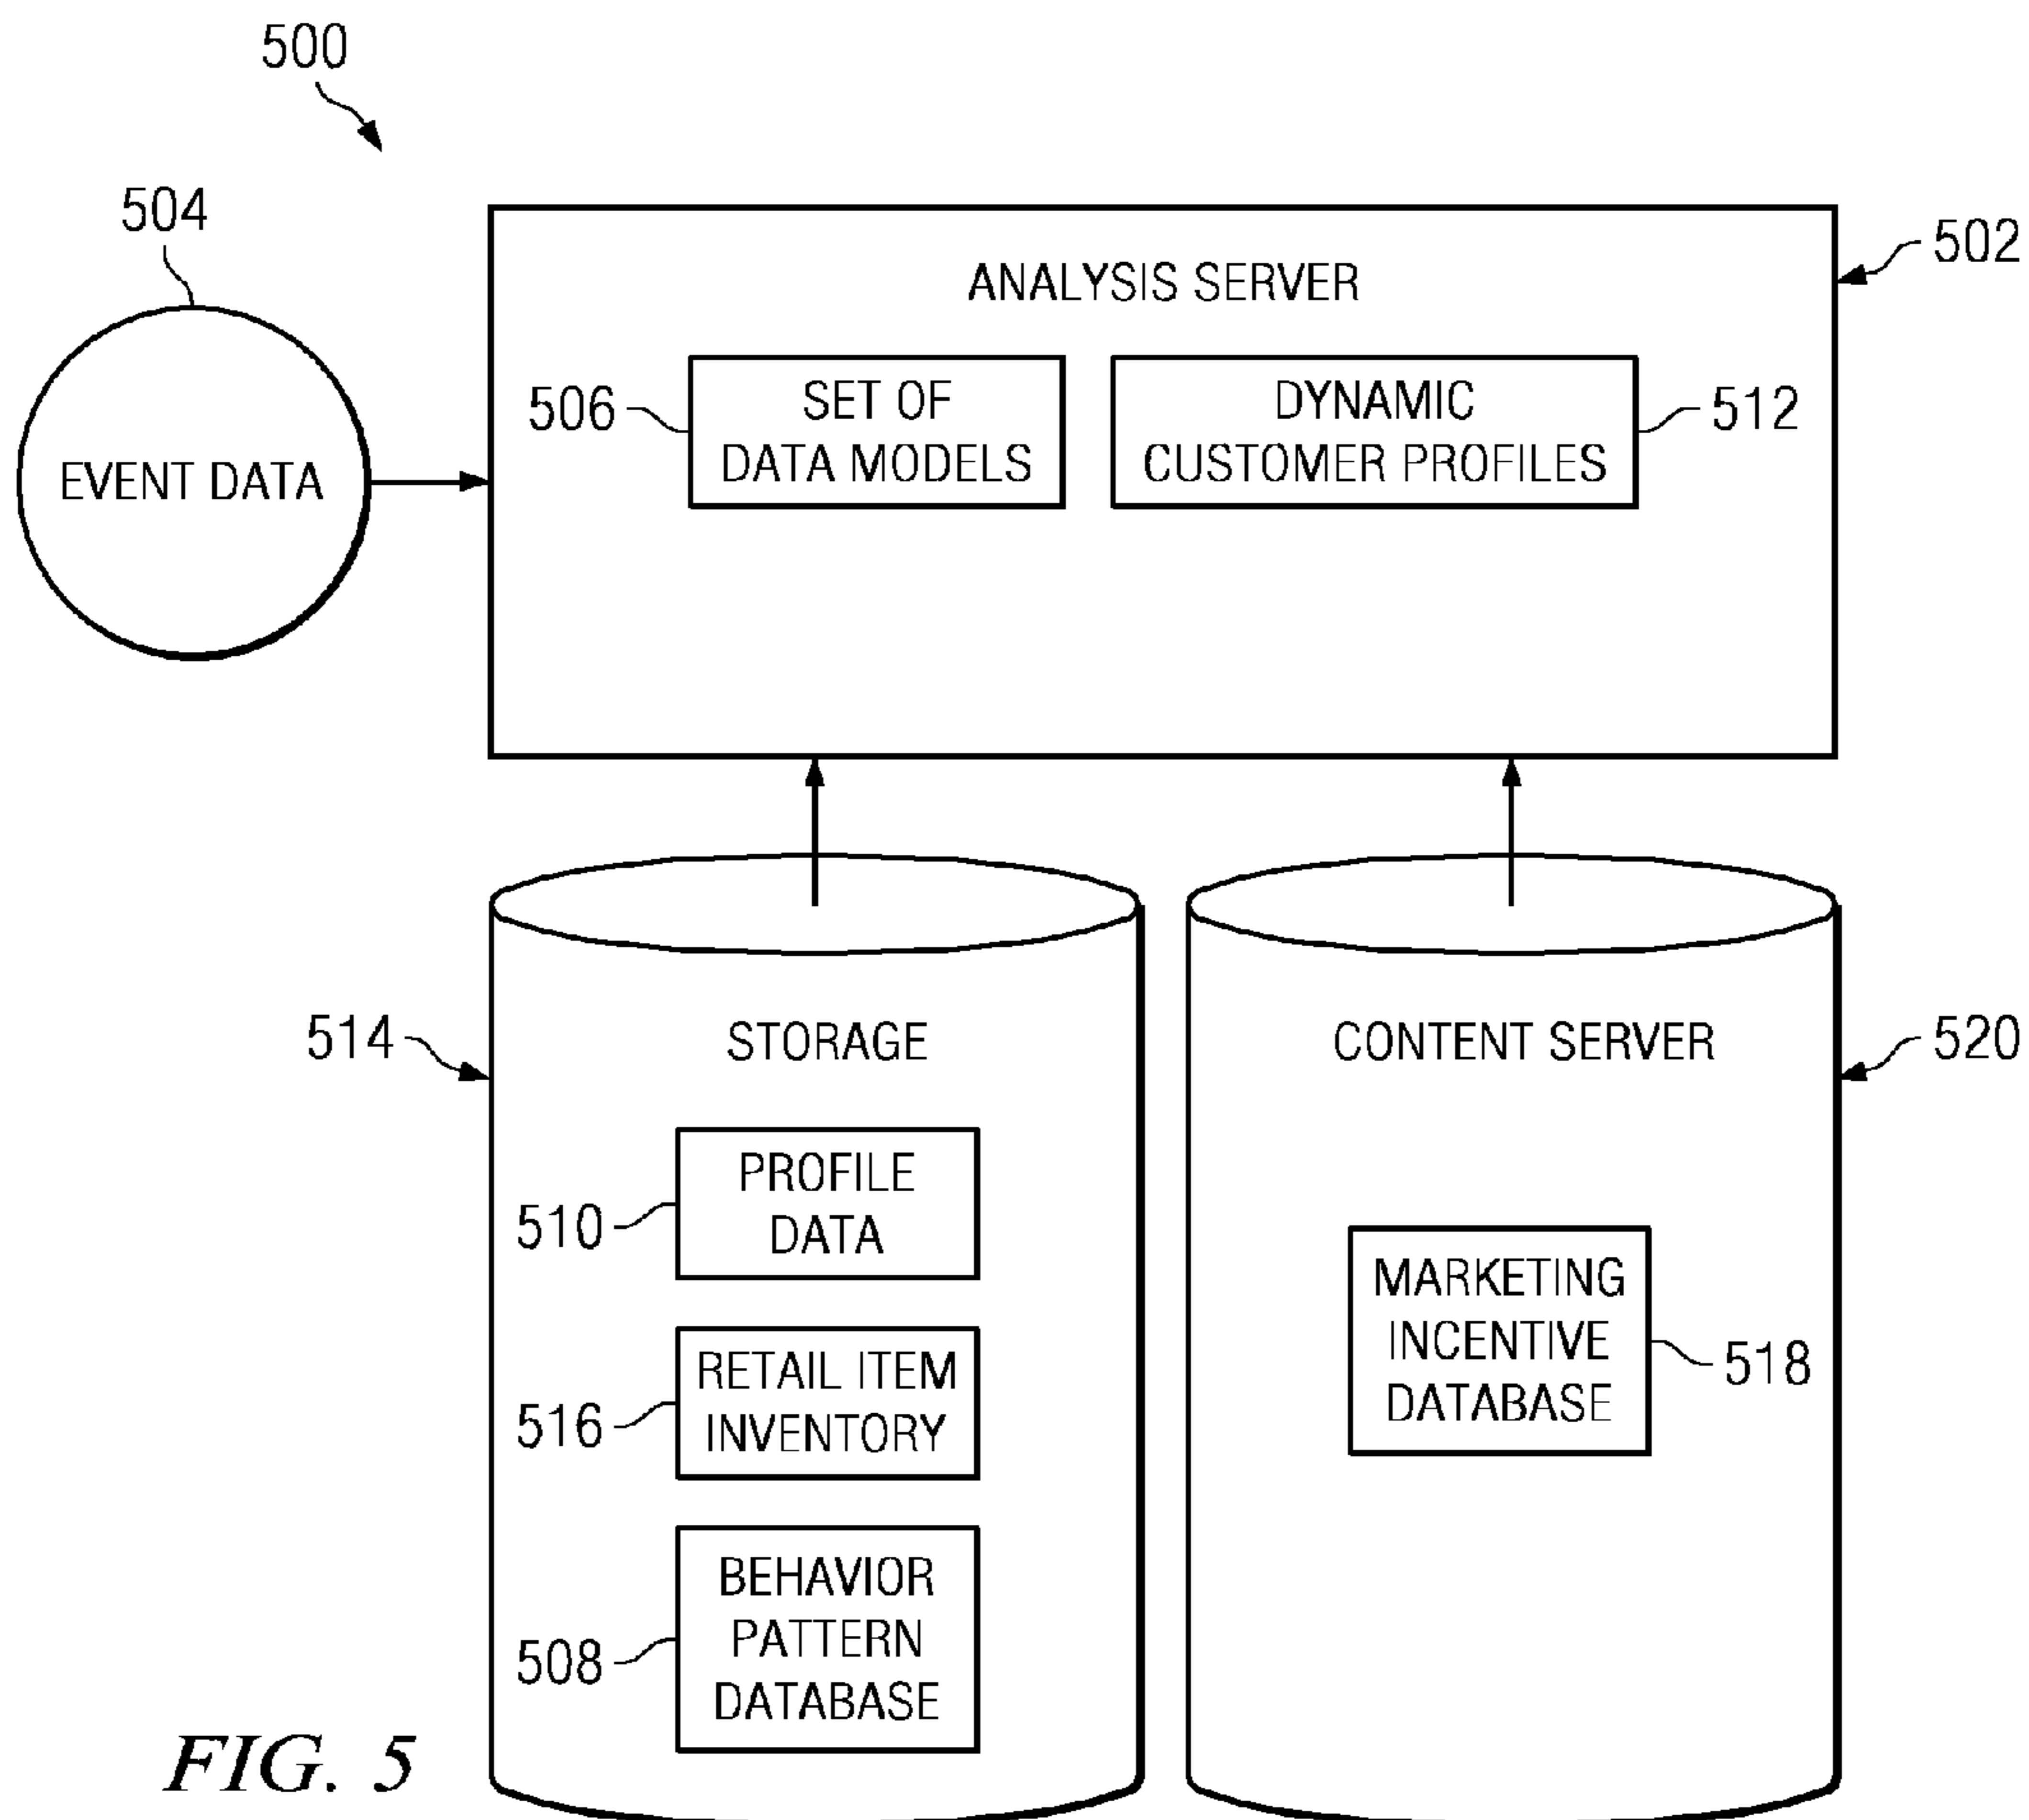 500
504
502
ANALYSIS SERVER
506
SET OF
DATA MODELS
DYNAMIC
CUSTOMER PROFILES
512
EVENT DATA
514
STORAGE
CONTENT SERVER
520
510
PROFILE
DATA
516
RETAIL ITEM
INVENTORY
MARKETING
INCENTIVE
DATABASE
518
508
BEHAVIOR
PATTERN
DATABASE
FIG. 5